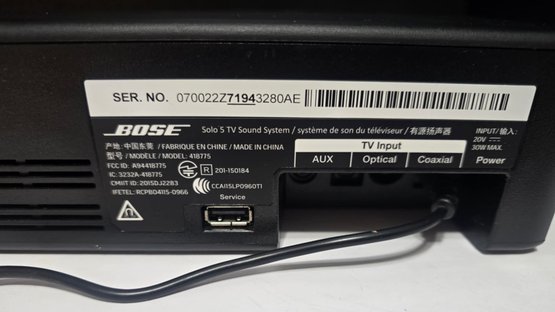 SER. NO. 070022Z71943280AE
BOSE Solo 5 TV Sound System / système de son du téléviseur / 有源扬声器
产地: 中国东莞 / FABRIQUÉ EN CHINE / MADE IN CHINA
型号/ MODÈLE / MODEL: 418775
FCC ID: A94418775
IC: 3232A-418775
CMIIT ID: 2015DJ2283
IFETEL: RCPBO4115-0966
R 201-150184
CCAI15LP0960T1
Service
TV Input
AUX Optical Coaxial
INPUT/输入:
20V
30W MAX.
Power